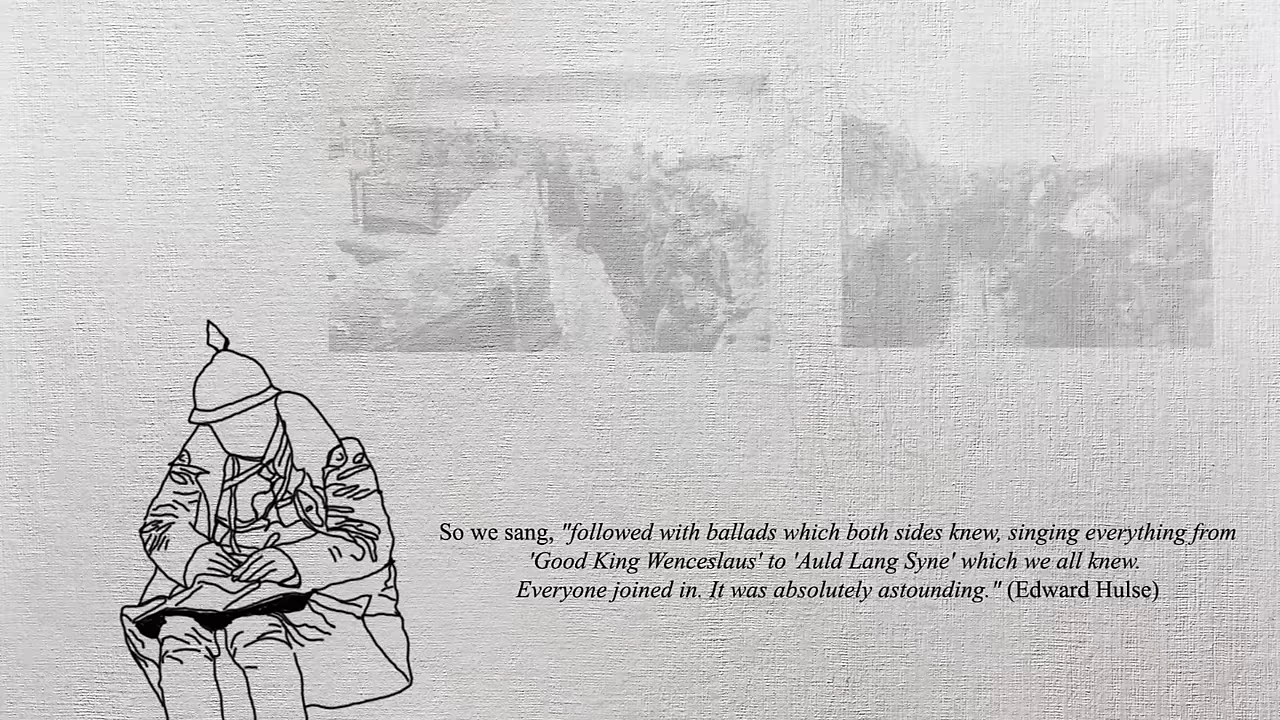 So we sang, "followed with ballads which both sides knew, singing everything from
'Good King Wenceslaus' to 'Auld Lang Syne' which we all knew.
Everyone joined in. It was absolutely astounding." (Edward Hulse)